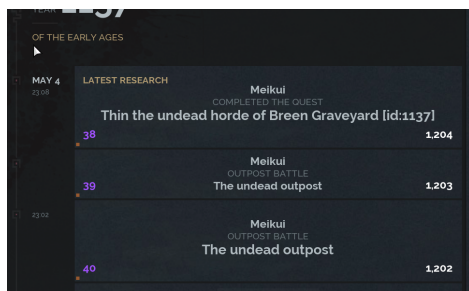 YEAR 1137
OF THE EARLY AGES
MAY 4
23.08
LATEST RESEARCH
Meikui
COMPLETED THE QUEST
Thin the undead horde of Breen Graveyard [id:1137]
38
1,204
Meikui
OUTPOST BATTLE
The undead outpost
39
1,203
23.02
Meikui
OUTPOST BATTLE
The undead outpost
40
1,202